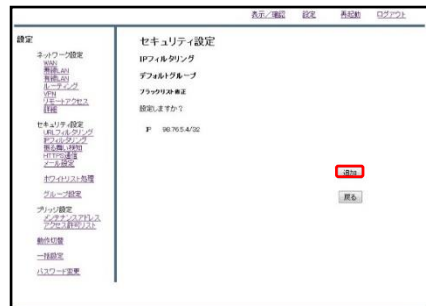 表示/確認 設定 再起動 ログアウト
設定
ネットワーク設定
WAN
無線LAN
有線LAN
ルーティング
VPN
リモートアクセス
詳細
セキュリティ設定
URLフィルタリング
IPフィルタリング
振る舞い検知
HTTPS通信
メール設定
ホワイトリスト処理
グループ設定
ブリッジ設定
メンテナンスアドレス
アクセス許可リスト
動作切替
一括設定
パスワード変更
セキュリティ設定
IPフィルタリング
デフォルトグループ
ブラックリスト修正
設定しますか?
IP 98.76.5.4/32
追加
戻る